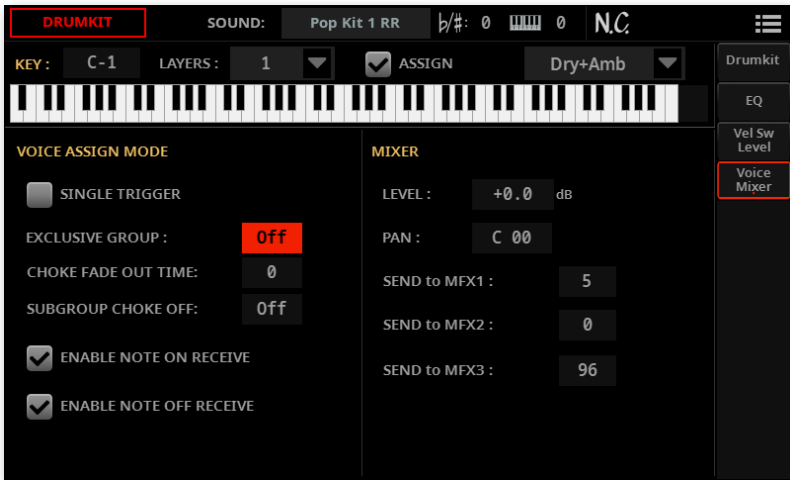 DRUMKIT SOUND: Pop Kit 1 RR ♭/#: 0 0 N.C.
KEY : C-1 LAYERS : 1 ASSIGN Dry+Amb
Drumkit
EQ
Vel Sw
Level
Voice
Mixer
VOICE ASSIGN MODE
SINGLE TRIGGER
EXCLUSIVE GROUP : Off
CHOKE FADE OUT TIME: 0
SUBGROUP CHOKE OFF: Off
ENABLE NOTE ON RECEIVE
ENABLE NOTE OFF RECEIVE
MIXER
LEVEL : +0.0 dB
PAN : C 00
SEND to MFX1 : 5
SEND to MFX2 : 0
SEND to MFX3 : 96